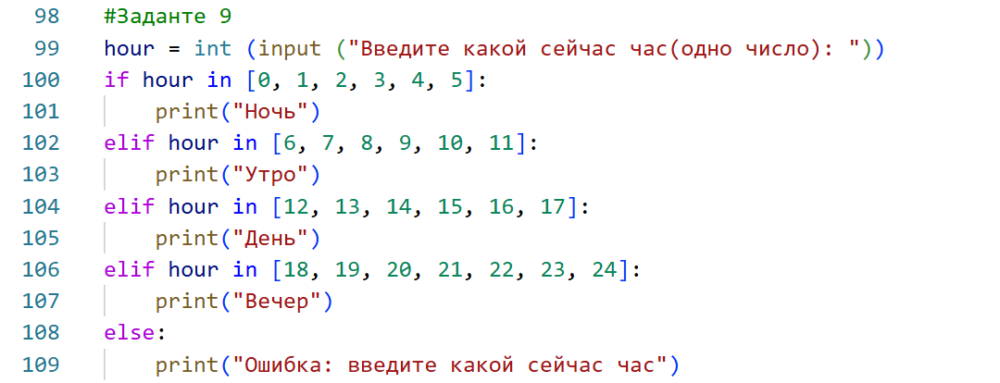 98 #Заданте 9
99 hour = int (input ("Введите какой сейчас час(одно число): "))
100 if hour in [0, 1, 2, 3, 4, 5]:
101 print("Ночь")
102 elif hour in [6, 7, 8, 9, 10, 11]:
103 print("Утро")
104 elif hour in [12, 13, 14, 15, 16, 17]:
105 print("День")
106 elif hour in [18, 19, 20, 21, 22, 23, 24]:
107 print("Вечер")
108 else:
109 print("Ошибка: введите какой сейчас час")